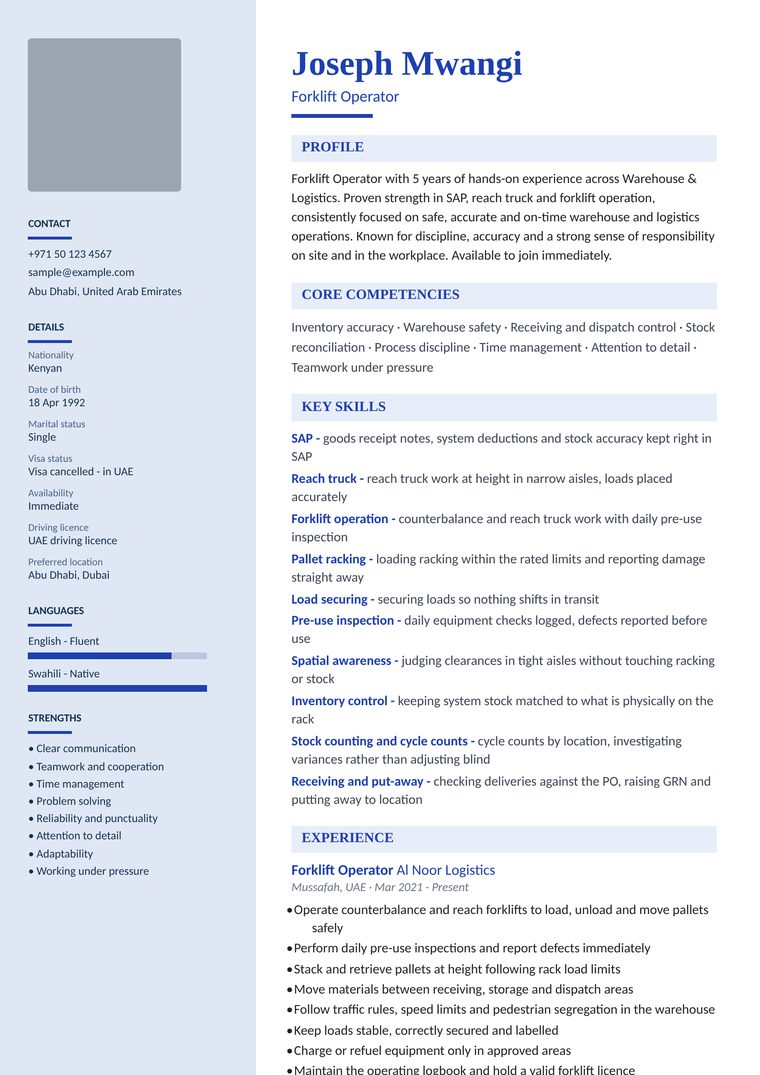 CONTACT
+971 50 123 4567
sample@example.com
Abu Dhabi, United Arab Emirates
DETAILS
Nationality
Kenyan
Date of birth
18 Apr 1992
Marital status
Single
Visa status
Visa cancelled - in UAE
Availability
Immediate
Driving licence
UAE driving licence
Preferred location
Abu Dhabi, Dubai
LANGUAGES
English - Fluent
Swahili - Native
STRENGTHS
• Clear communication
• Teamwork and cooperation
• Time management
• Problem solving
• Reliability and punctuality
• Attention to detail
• Adaptability
• Working under pressure
Joseph Mwangi
Forklift Operator
PROFILE
Forklift Operator with 5 years of hands-on experience across Warehouse &
Logistics. Proven strength in SAP, reach truck and forklift operation,
consistently focused on safe, accurate and on-time warehouse and logistics
operations. Known for discipline, accuracy and a strong sense of responsibility
on site and in the workplace. Available to join immediately.
CORE COMPETENCIES
Inventory accuracy · Warehouse safety · Receiving and dispatch control · Stock
reconciliation · Process discipline · Time management · Attention to detail ·
Teamwork under pressure
KEY SKILLS
SAP - goods receipt notes, system deductions and stock accuracy kept right in
SAP
Reach truck - reach truck work at height in narrow aisles, loads placed
accurately
Forklift operation - counterbalance and reach truck work with daily pre-use
inspection
Pallet racking - loading racking within the rated limits and reporting damage
straight away
Load securing - securing loads so nothing shifts in transit
Pre-use inspection - daily equipment checks logged, defects reported before
use
Spatial awareness - judging clearances in tight aisles without touching racking
or stock
Inventory control - keeping system stock matched to what is physically on the
rack
Stock counting and cycle counts - cycle counts by location, investigating
variances rather than adjusting blind
Receiving and put-away - checking deliveries against the PO, raising GRN and
putting away to location
EXPERIENCE
Forklift Operator Al Noor Logistics
Mussafah, UAE · Mar 2021 - Present
•Operate counterbalance and reach forklifts to load, unload and move pallets
safely
•Perform daily pre-use inspections and report defects immediately
•Stack and retrieve pallets at height following rack load limits
•Move materials between receiving, storage and dispatch areas
•Follow traffic rules, speed limits and pedestrian segregation in the warehouse
•Keep loads stable, correctly secured and labelled
•Charge or refuel equipment only in approved areas
•Maintain the operating logbook and hold a valid forklift licence